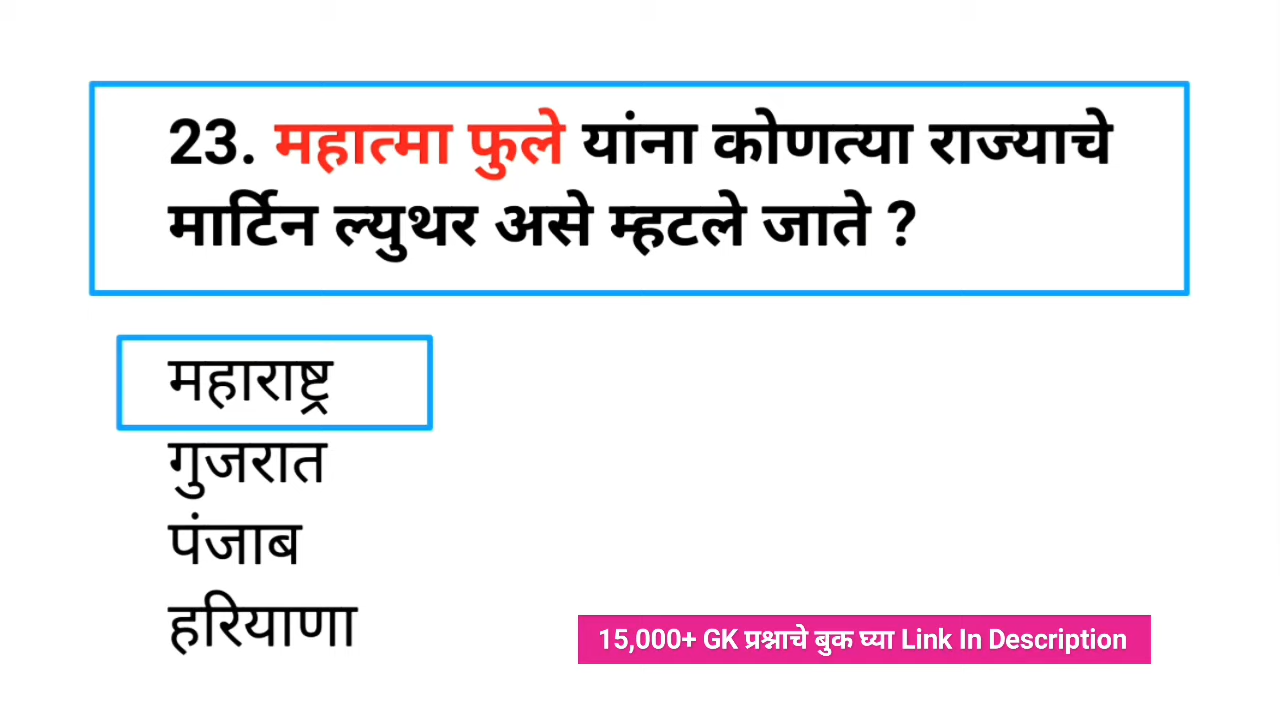 23. महात्मा फुले यांना कोणत्या राज्याचे
मार्टिन ल्युथर असे म्हटले जाते ?
महाराष्ट्र
गुजरात
पंजाब
हरियाणा
15,000+ GK प्रश्नाचे बुक घ्या Link In Description